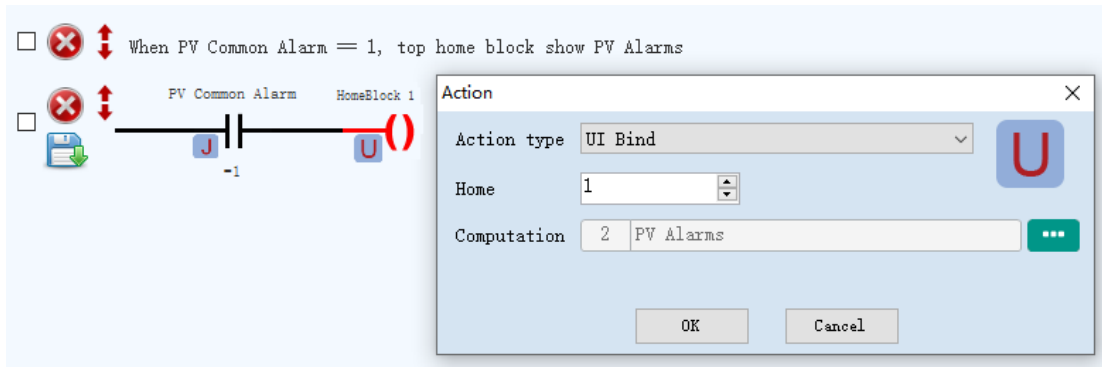 When PV Common Alarm == 1, top home block show PV Alarms
PV Common Alarm
HomeBlock 1
J
U
-1
Action
Action type
UI Bind
U
Home
1
Computation
2
PV Alarms
OK
Cancel